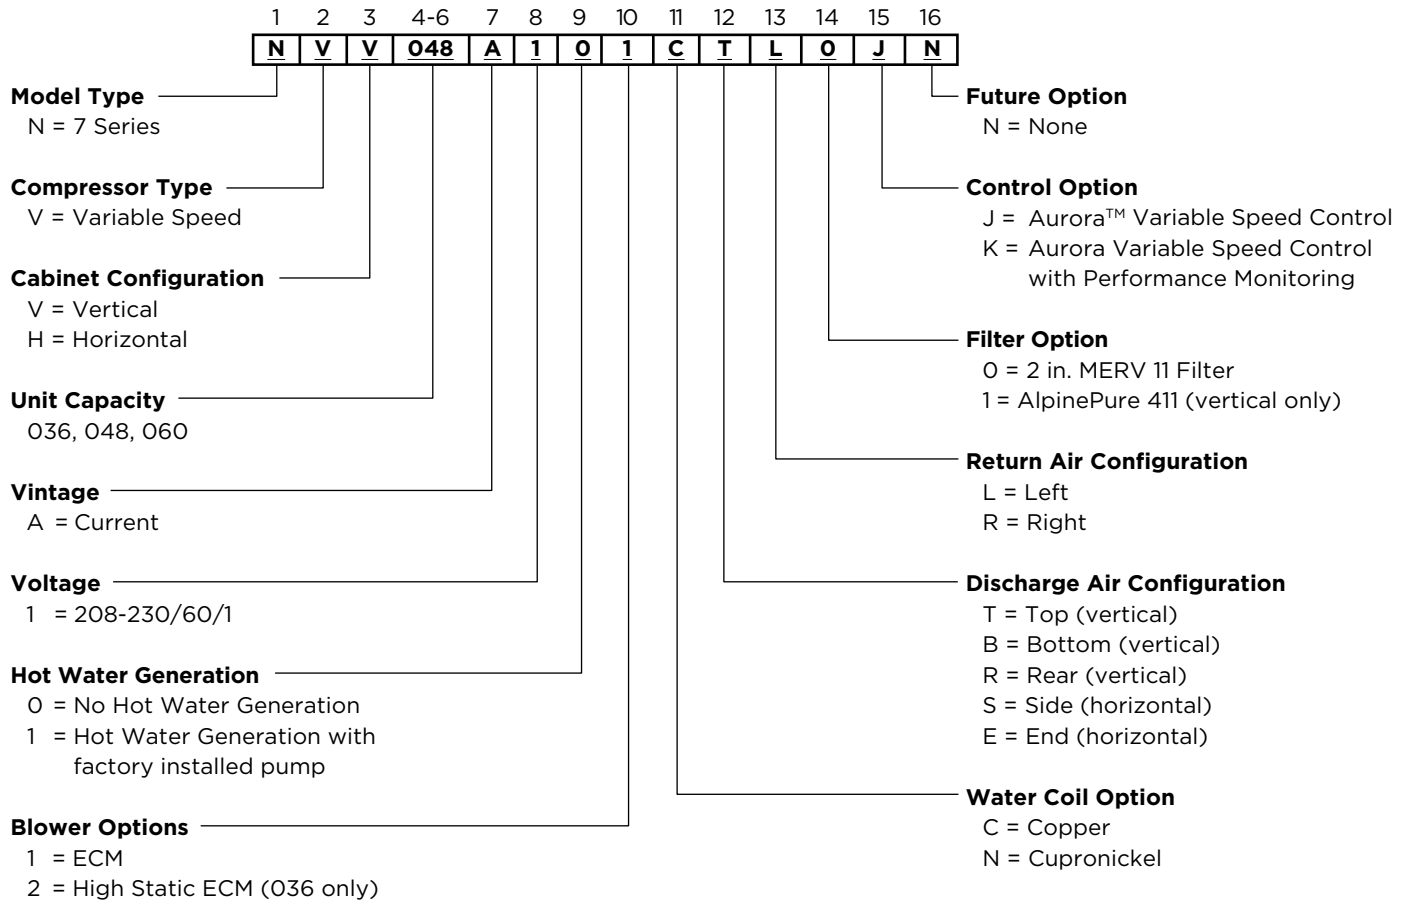 1 2 3 4-6 7 8 9 10 11 12 13 14 15 16
N V V 048 A 1 0 1 C T L 0 J N
Model Type
N = 7 Series
Compressor Type
V = Variable Speed
Cabinet Configuration
V = Vertical
H = Horizontal
Unit Capacity
036, 048, 060
Vintage
A = Current
Voltage
1 = 208-230/60/1
Hot Water Generation
0 = No Hot Water Generation
1 = Hot Water Generation with
factory installed pump
Blower Options
1 = ECM
2 = High Static ECM (036 only)
Future Option
N = None
Control Option
J = Aurora™ Variable Speed Control
K = Aurora Variable Speed Control
with Performance Monitoring
Filter Option
0 = 2 in. MERV 11 Filter
1 = AlpinePure 411 (vertical only)
Return Air Configuration
L = Left
R = Right
Discharge Air Configuration
T = Top (vertical)
B = Bottom (vertical)
R = Rear (vertical)
S = Side (horizontal)
E = End (horizontal)
Water Coil Option
C = Copper
N = Cupronickel